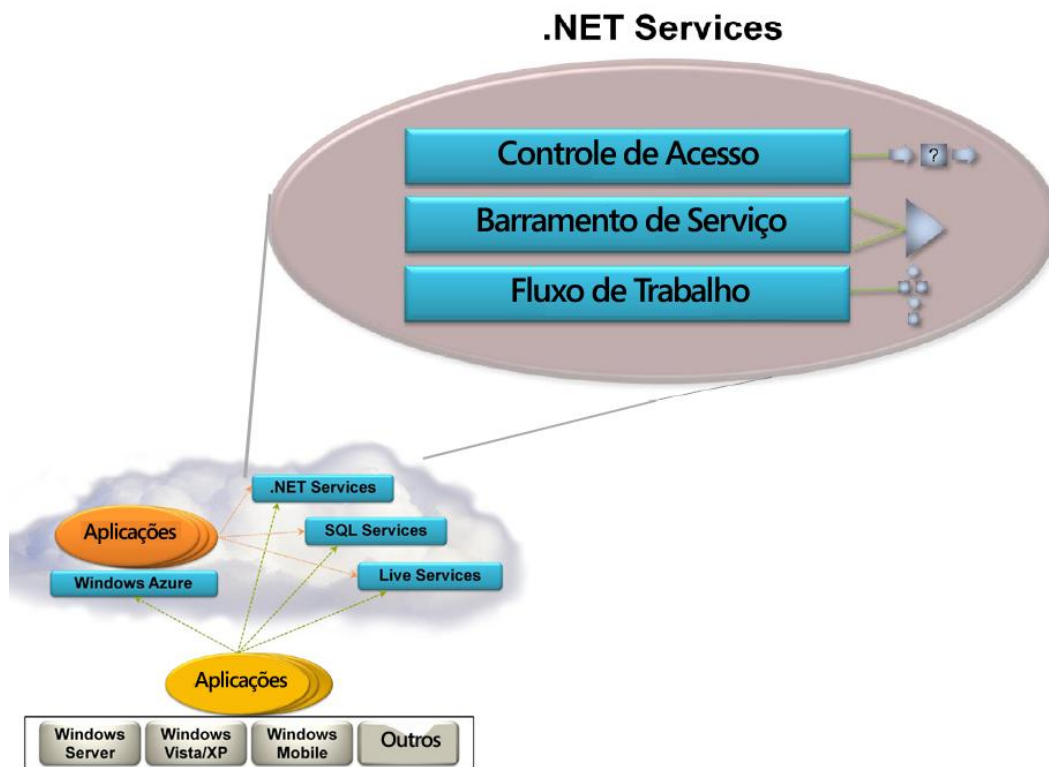 .NET Services
Controle de Acesso
?
Barramento de Serviço
Fluxo de Trabalho
.NET Services
Aplicações
SQL Services
Windows Azure
Live Services
Aplicações
Windows
Server
Windows
Vista/XP
Windows
Mobile
Outros